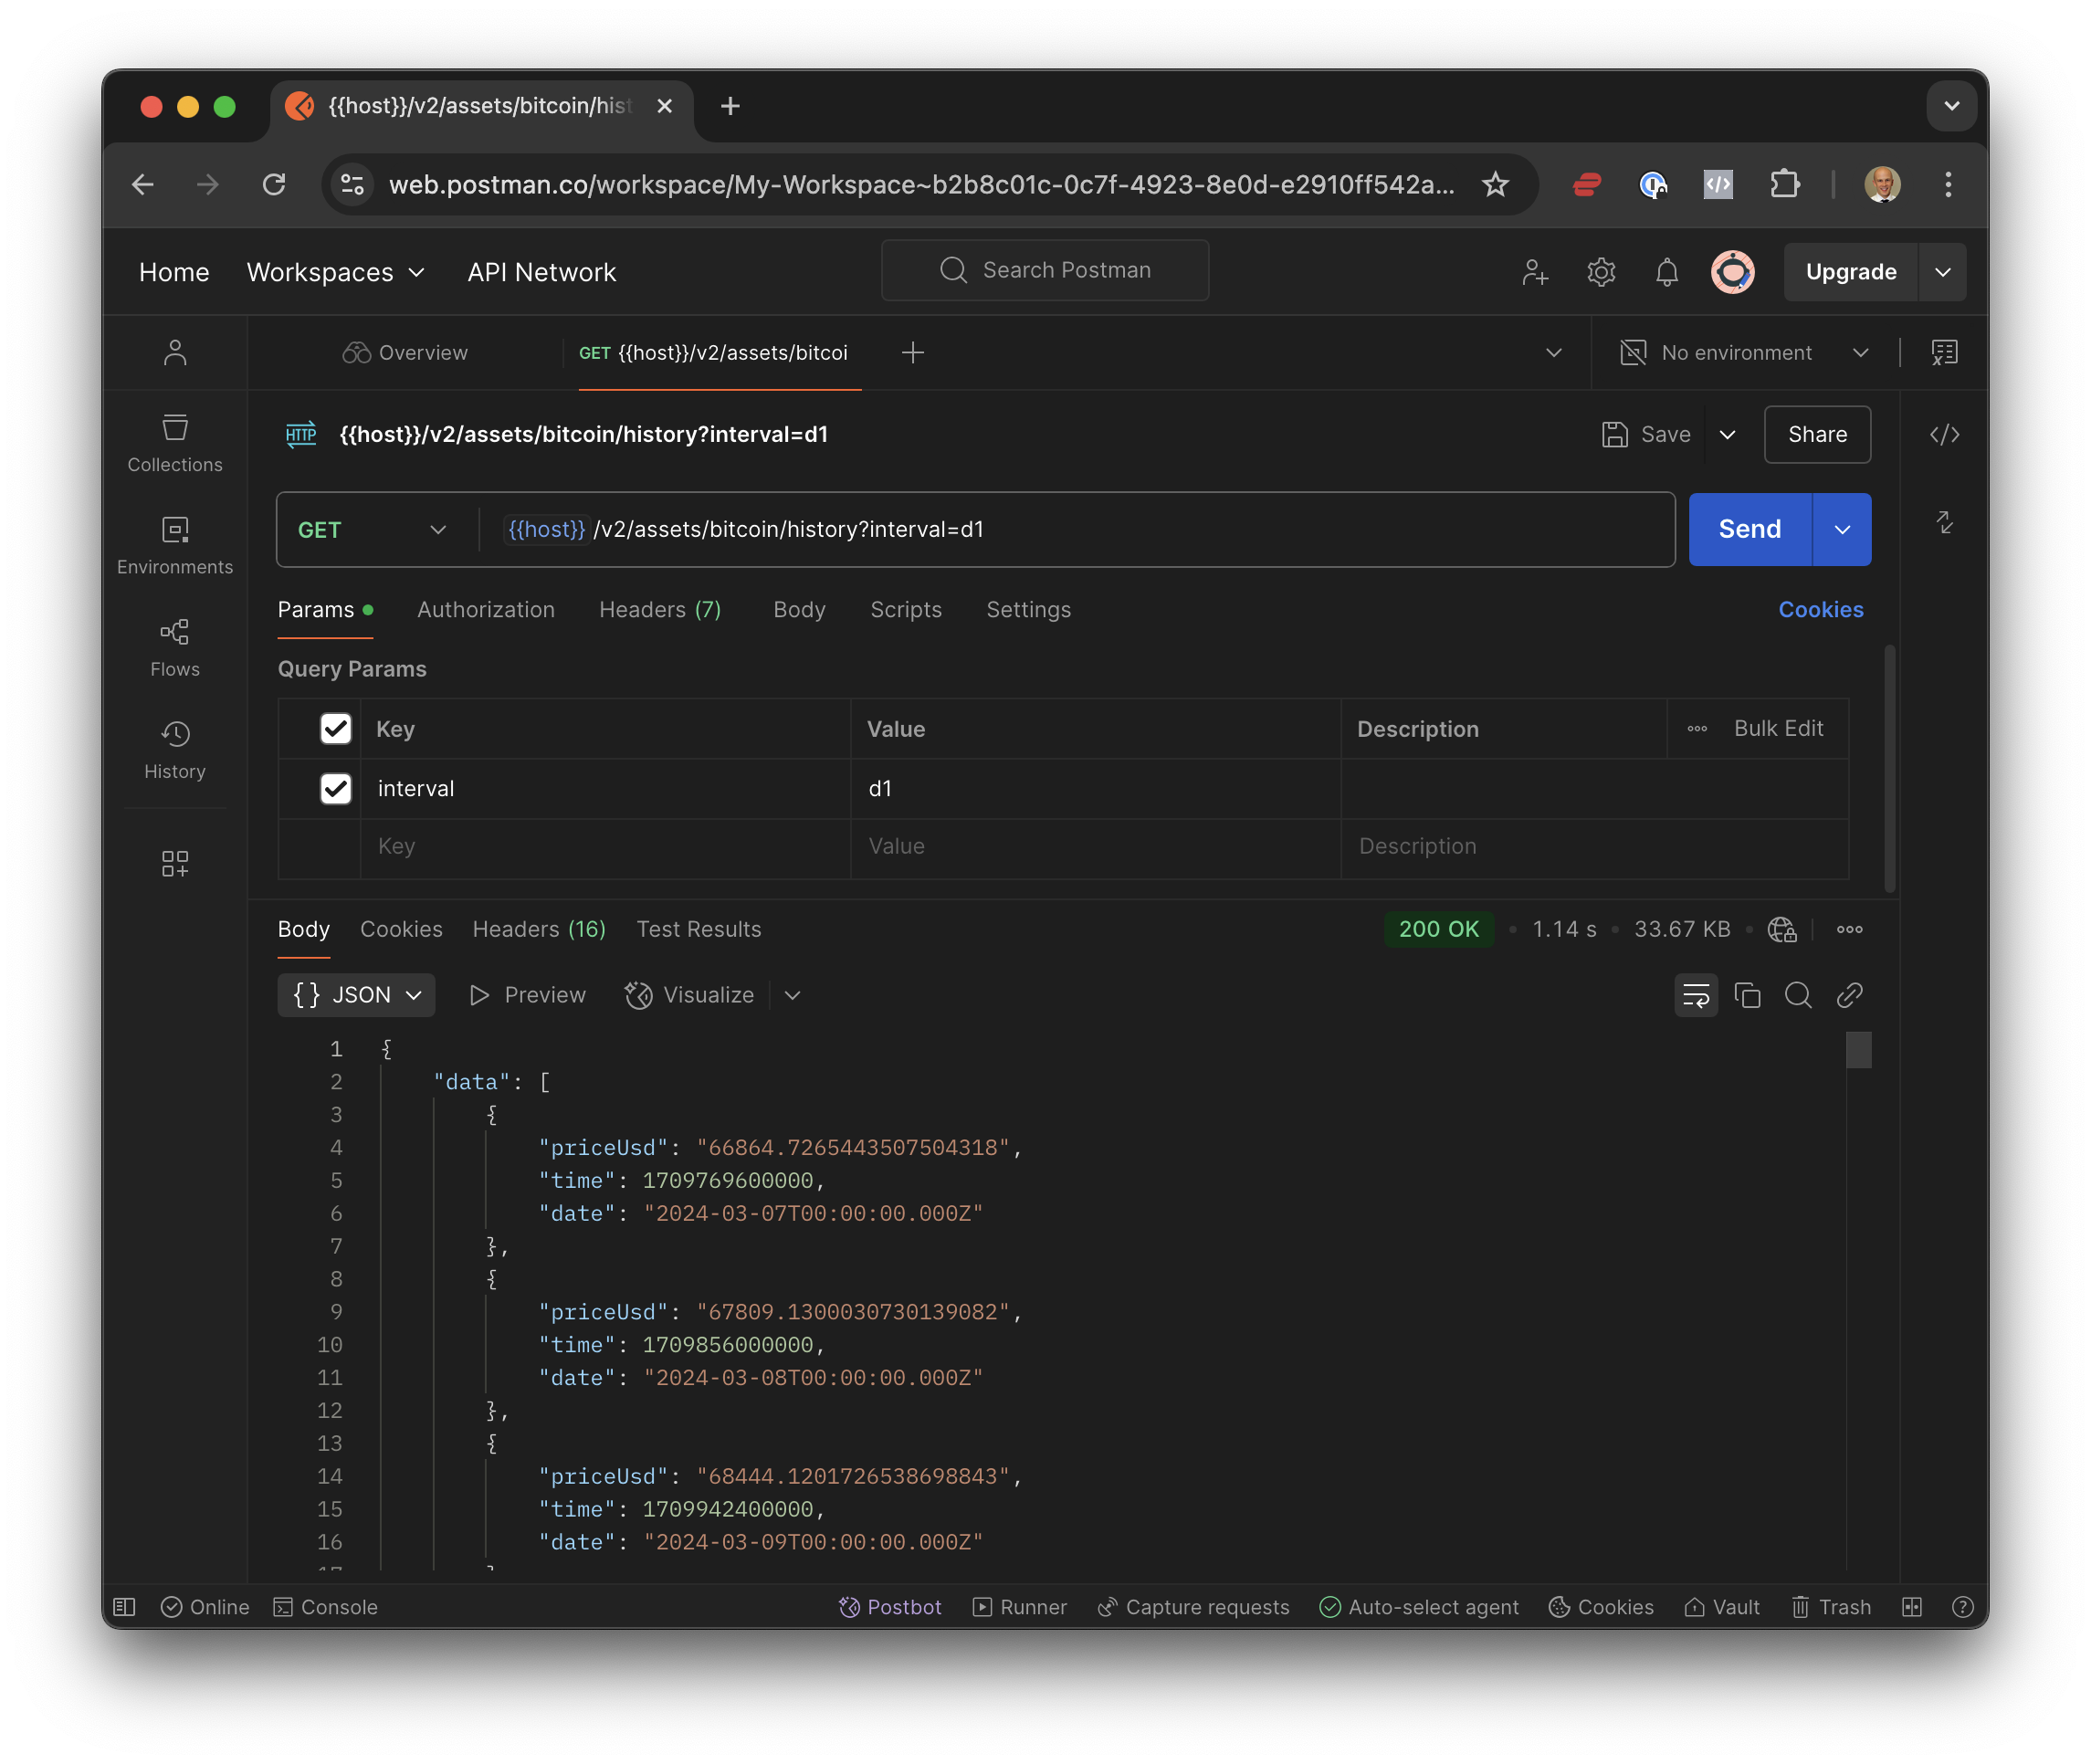 {{host}}/v2/assets/bitcoin/hist
web.postman.co/workspace/My-Workspace~b2b8c01c-0c7f-4923-8e0d-e2910ff542a...
Home
Workspaces
API Network
Search Postman
Upgrade
Overview
GET {{host}}/v2/assets/bitcoi
No environment
HTTP
{{host}}/v2/assets/bitcoin/history?interval=d1
Save
Share
Collections
Environments
Flows
History
GET
{{host}}/v2/assets/bitcoin/history?interval=d1
Send
Params
Authorization
Headers (7)
Body
Scripts
Settings
Cookies
Query Params
Key
Value
Description
Bulk Edit
interval
d1
Key
Value
Description
Body
Cookies
Headers (16)
Test Results
200 OK
1.14 s
33.67 KB
{} JSON
Preview
Visualize
1 {
2 "data": [
3 {
4 "priceUsd": "66864.7265443507504318",
5 "time": 1709769600000,
6 "date": "2024-03-07T00:00:00.000Z"
7 },
8 {
9 "priceUsd": "67809.1300030730139082",
10 "time": 1709856000000,
11 "date": "2024-03-08T00:00:00.000Z"
12 },
13 {
14 "priceUsd": "68444.1201726538698843",
15 "time": 1709942400000,
16 "date": "2024-03-09T00:00:00.000Z"
Online
Console
Postbot
Runner
Capture requests
Auto-select agent
Cookies
Vault
Trash